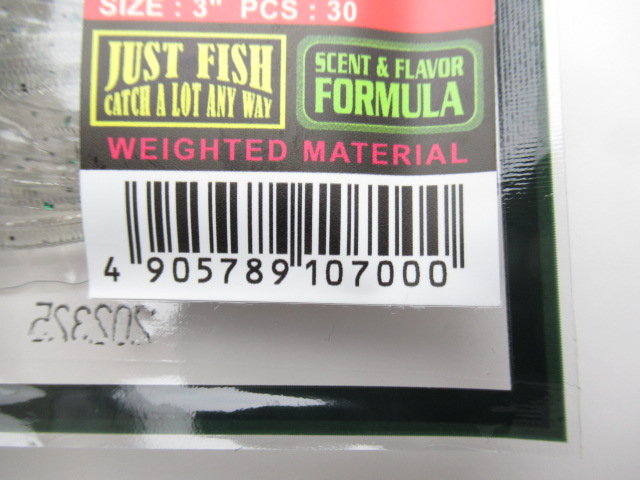 SIZE : 3" PCS : 30
JUST FISH
CATCH A LOT ANY WAY
SCENT & FLAVOR
FORMULA
WEIGHTED MATERIAL
4 905789 107000
202325